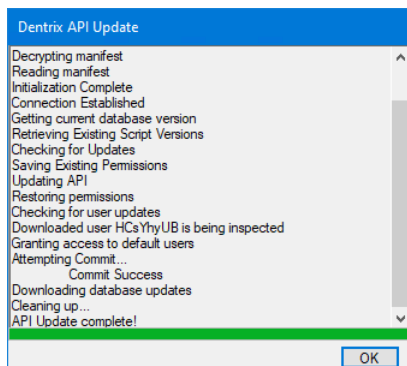 Dentrix API Update
Decrypting manifest
Reading manifest
Initialization Complete
Connection Established
Getting current database version
Retrieving Existing Script Versions
Checking for Updates
Saving Existing Permissions
Updating API
Restoring permissions
Checking for user updates
Downloaded user HCsYhyUB is being inspected
Granting access to default users
Attempting Commit...
Commit Success
Downloading database updates
Cleaning up...
API Update complete!
OK